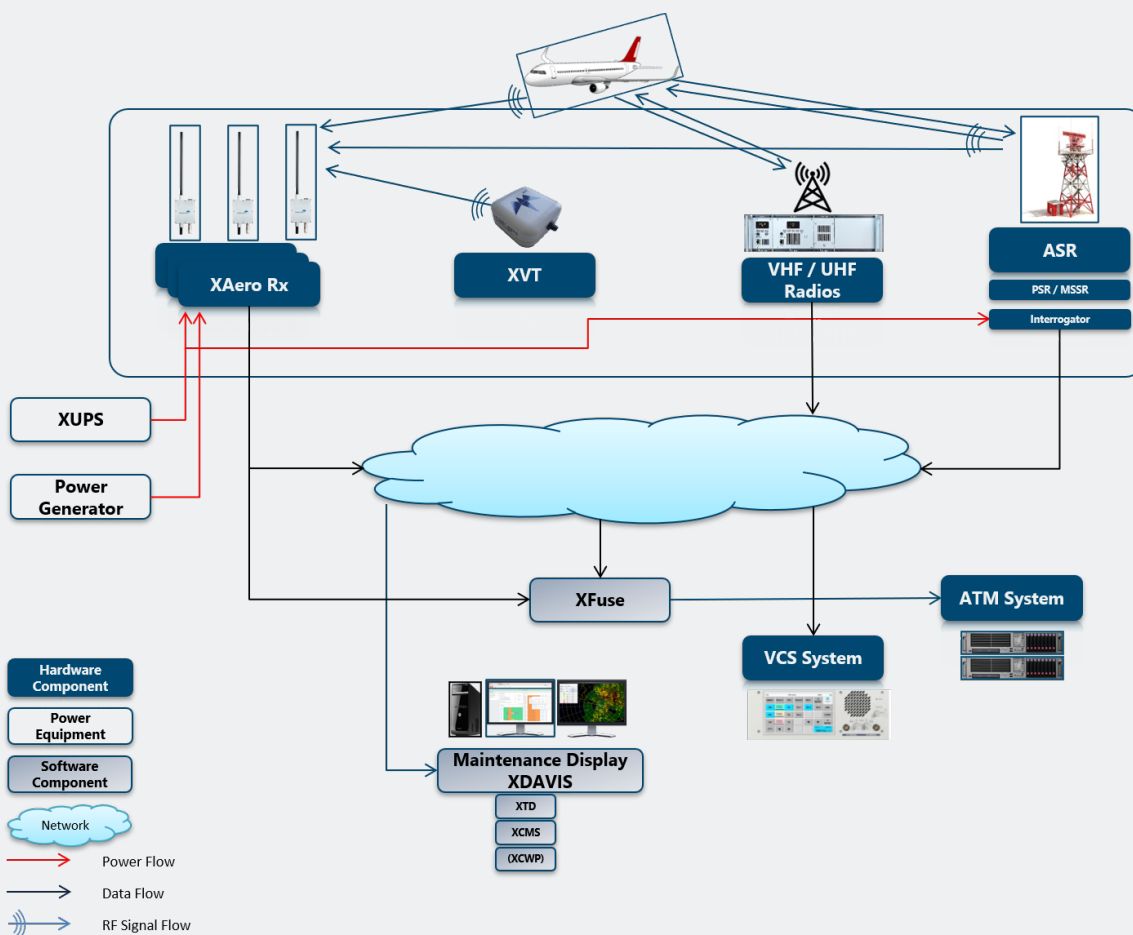 XAero Rx
XVT
VHF / UHF
Radios
ASR
PSR / MSSR
Interrogator
XUPS
Power
Generator
XFuse
ATM System
VCS System
Maintenance Display
XDAVIS
XTD
XCMS
(XCWP)
Hardware
Component
Power
Equipment
Software
Component
Network
Power Flow
Data Flow
RF Signal Flow